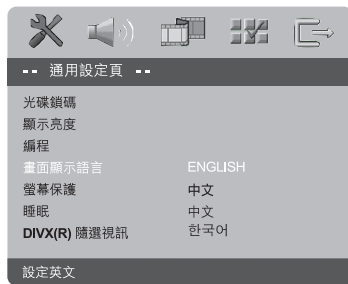 -- 通用設定頁 --
光碟鎖碼
顯示亮度
編程
畫面顯示語言 ENGLISH
螢幕保護 中文
睡眠 中文
DIVX(R) 隨選視訊 한국어
設定英文